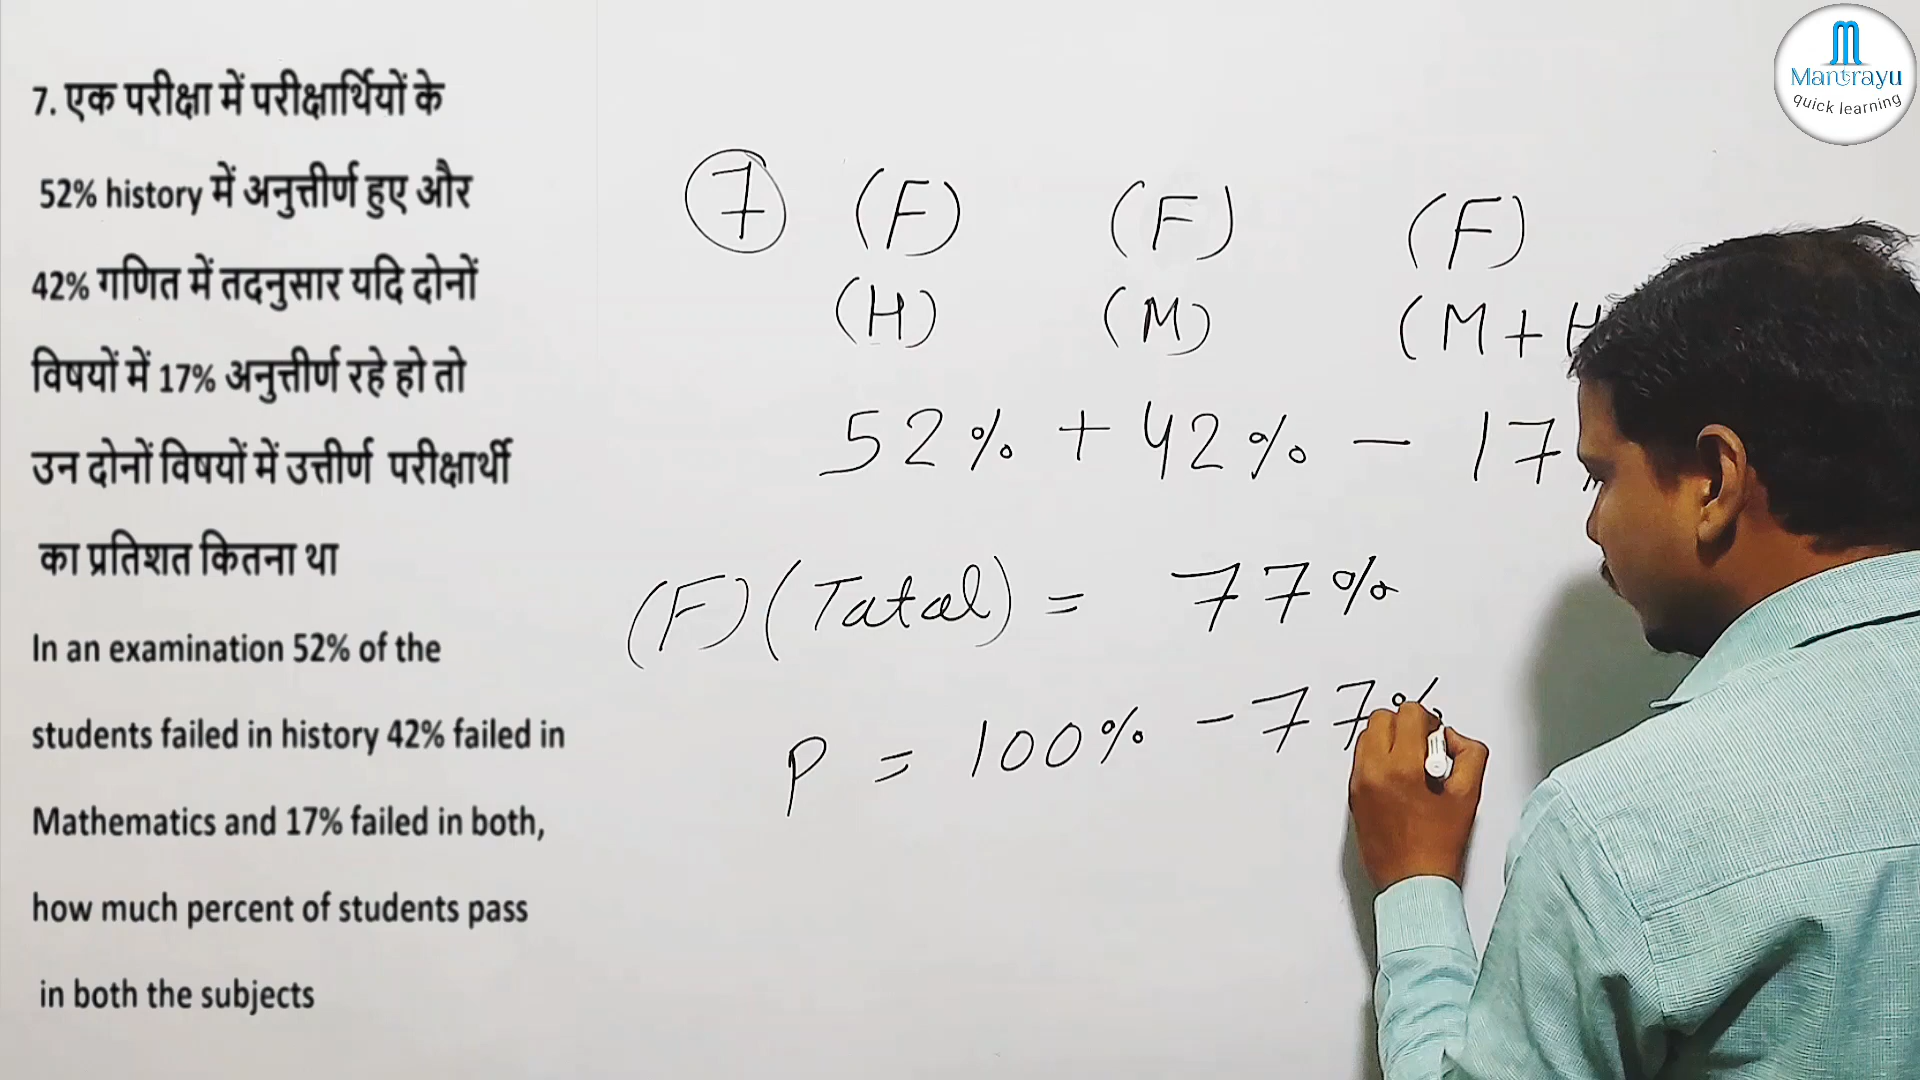 7. एक परीक्षा में परीक्षार्थियों के
52% history में अनुत्तीर्ण हुए और
42% गणित में तदनुसार यदि दोनों
विषयों में 17% अनुत्तीर्ण रहे हो तो
उन दोनों विषयों में उत्तीर्ण परीक्षार्थी
का प्रतिशत कितना था
In an examination 52% of the
students failed in history 42% failed in
Mathematics and 17% failed in both,
how much percent of students pass
in both the subjects
7 (F) (F) (F)
(H) (M) (M + H
52% + 42% - 17
(F) (Tatal) = 77%
P = 100% - 77%
Mantrayu
quick learning